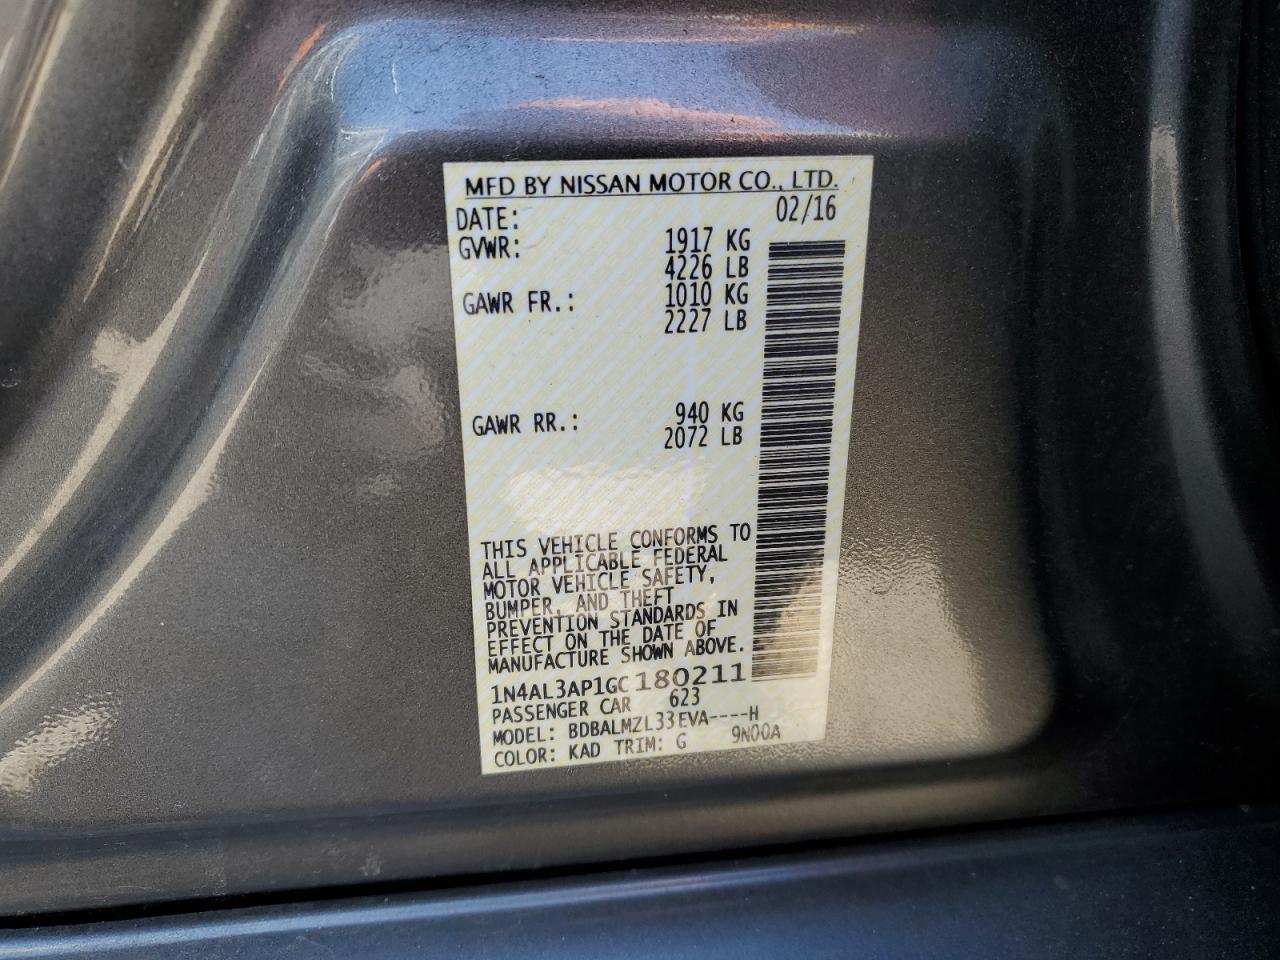 MFD BY NISSAN MOTOR CO., LTD.
DATE: 02/16
GVWR: 1917 KG
4226 LB
GAWR FR.: 1010 KG
2227 LB
GAWR RR.: 940 KG
2072 LB
THIS VEHICLE CONFORMS TO
ALL APPLICABLE FEDERAL
MOTOR VEHICLE SAFETY,
BUMPER, AND THEFT
PREVENTION STANDARDS IN
EFFECT ON THE DATE OF
MANUFACTURE SHOWN ABOVE.
1N4AL3AP1GC180211
PASSENGER CAR 623
MODEL: BDBALMZL33EVA----H
COLOR: KAD TRIM: G 9N00A